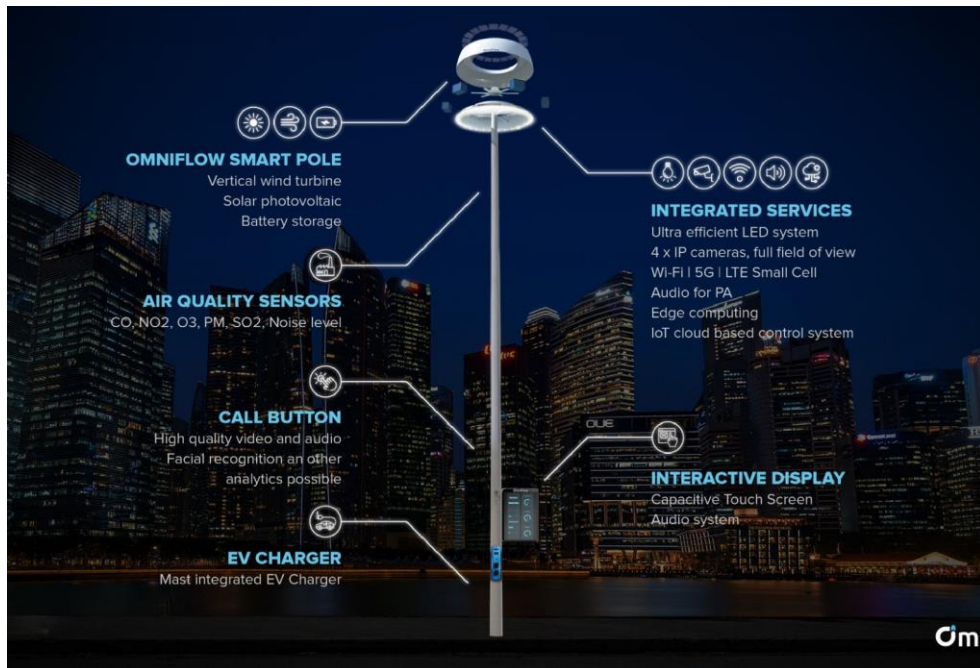 OMNIFLOW SMART POLE
Vertical wind turbine
Solar photovoltaic
Battery storage
AIR QUALITY SENSORS
CO, NO2, O3, PM, SO2, Noise level
CALL BUTTON
High quality video and audio
Facial recognition an other
analytics possible
EV CHARGER
Mast integrated EV Charger
INTEGRATED SERVICES
Ultra efficient LED system
4 x IP cameras, full field of view
Wi-Fi | 5G | LTE Small Cell
Audio for PA
Edge computing
IoT cloud based control system
OUE
INTERACTIVE DISPLAY
Capacitive Touch Screen
Audio system
Om